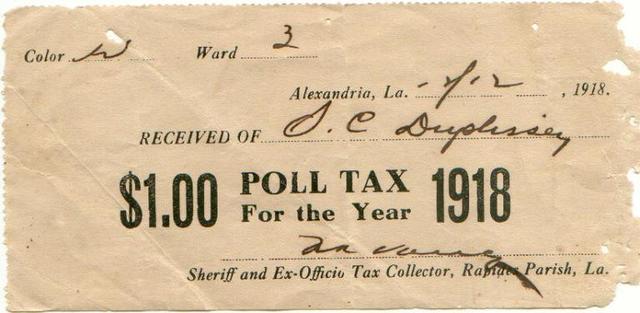 Color W Ward 3
Alexandria, La. , 1918.
RECEIVED OF S. C.
$1.00 POLL TAX 1918
For the Year
Sheriff and Ex-Officio Tax Collector, Rapides Parish, La.